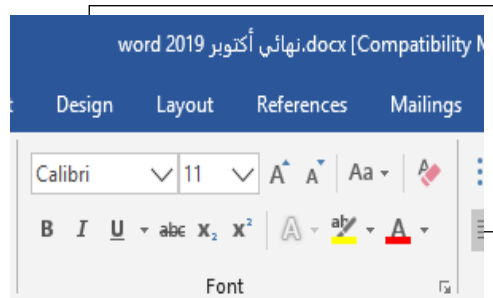 word 2019 نهائي أكتوبر.docx [Compatibility M
Design Layout References Mailings
Calibri 11 A A Aa
B I U abc X₂ X² A ab A
Font